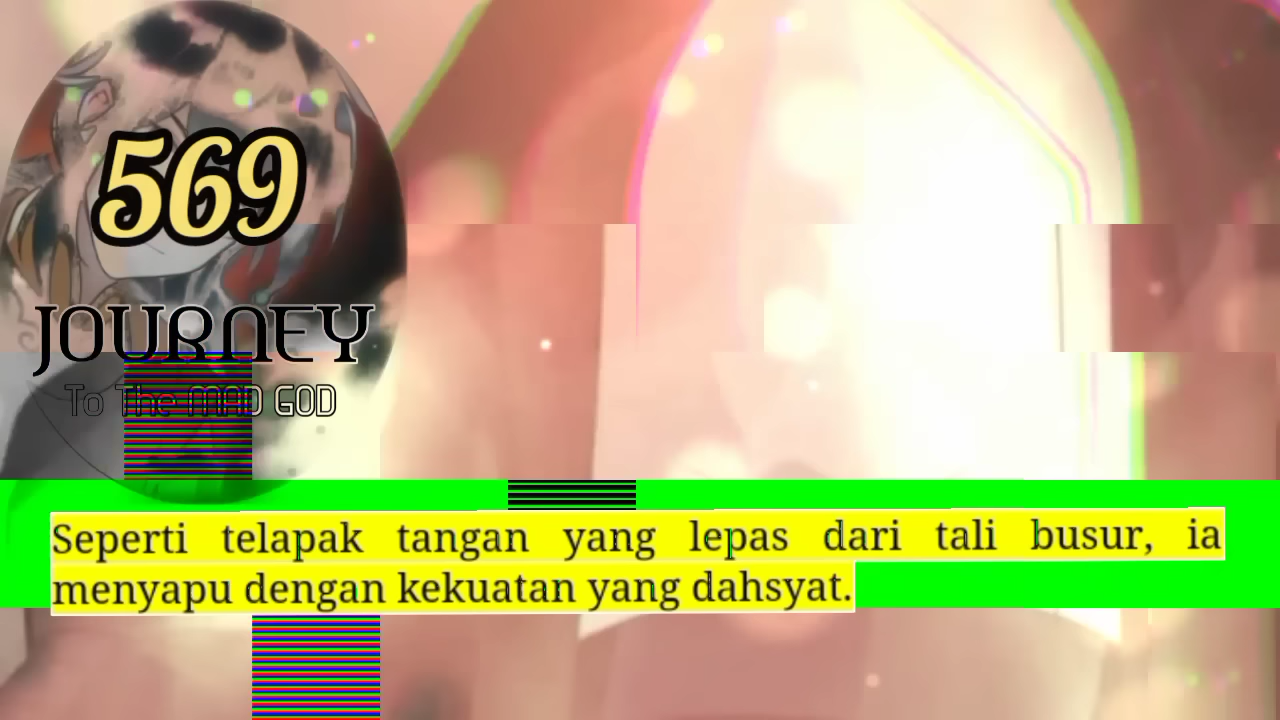 569
JOURNEY
To The MAD GOD
Seperti telapak tangan yang lepas dari tali busur, ia
menyapu dengan kekuatan yang dahsyat.